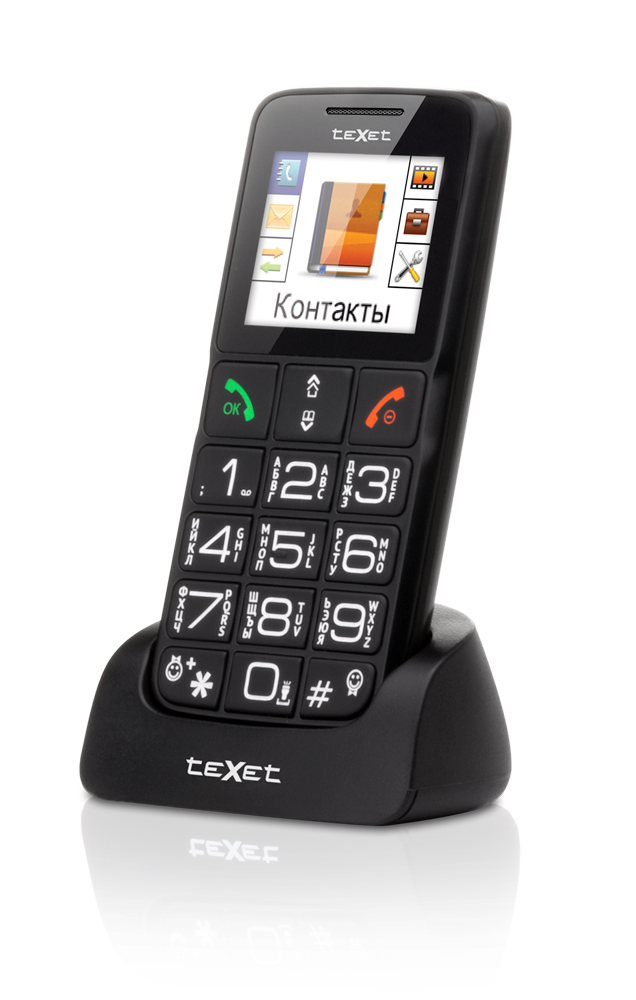 teXet
Контакты
OK
; 1
АБВГ 2 ABC
ДЕЖЗ 3 DEF
ИЙКЛ 4 GHI
МНОП 5 JKL
РСТУ 6 MNO
ФХЦЧ 7 PQRS
ШЩЪЫ 8 TUV
ЬЭЮЯ 9 WXYZ
+ *
0
#
teXet